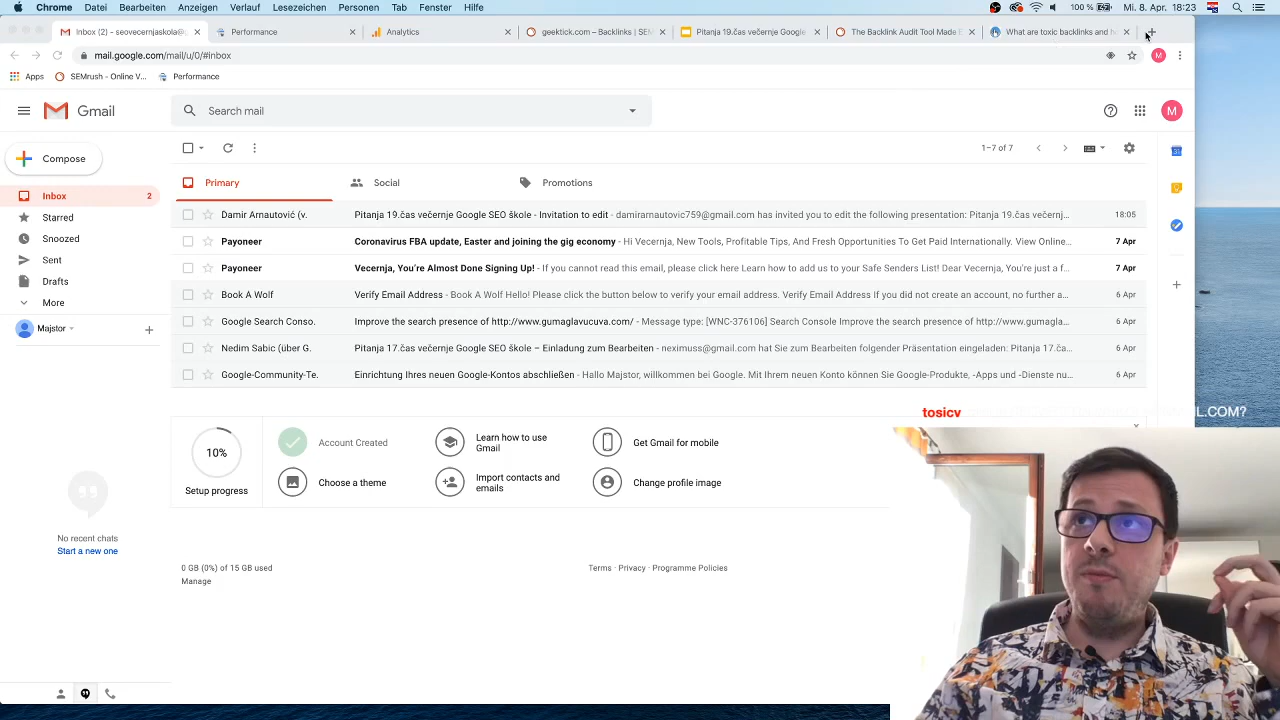 Chrome Datei Bearbeiten Anzeigen Verlauf Lesezeichen Personen Tab Fenster Hilfe 100 % Mi. 8. Apr. 18:23
Inbox (2) - seovecernjaskola@ Performance Analytics geektick.com – Backlinks | SEM Pitanja 19.čas večernje Google The Backlink Audit Tool Made E What are toxic backlinks and h
mail.google.com/mail/u/0/#inbox M
Apps SEMrush - Online V... Performance
Gmail Search mail M
1–7 of 7
Compose
Primary Social Promotions
Inbox 2
Starred
Snoozed
Sent
Drafts
More
Majstor
Damir Arnautović (v. Pitanja 19.čas večernje Google SEO škole - Invitation to edit - damirarnautovic759@gmail.com has invited you to edit the following presentation: Pitanja 19.čas večernj... 18:05
Payoneer Coronavirus FBA update, Easter and joining the gig economy - Hi Vecernja, New Tools, Profitable Tips, And Fresh Opportunities To Get Paid Internationally. View Online... 7 Apr
Payoneer Vecernja, You're Almost Done Signing Up! - If you cannot read this email, please click here Learn how to add us to your Safe Senders List! Dear Vecernja, You're just a f... 7 Apr
Book A Wolf Verify Email Address - Book A Wolf Hello! Please click the button below to verify your email address. Verify Email Address If you did not create an account, no further a... 6 Apr
Google Search Conso. Improve the search presence of http://www.gumaglavucuva.com/ - Message type: [WNC-376106] Search Console Improve the search presence of http://www.gumagla... 6 Apr
Nedim Sabic (über G. Pitanja 17.čas večernje Google SEO škole – Einladung zum Bearbeiten - neximuss@gmail.com hat Sie zum Bearbeiten folgender Präsentation eingeladen: Pitanja 17.ča... 6 Apr
Google-Community-Te. Einrichtung Ihres neuen Google-Kontos abschließen - Hallo Majstor, willkommen bei Google. Mit Ihrem neuen Konto können Sie Google-Produkte, -Apps und -Dienste nu... 6 Apr
tosicv L.COM?
10%
Setup progress
Account Created
Learn how to use Gmail
Get Gmail for mobile
Choose a theme
Import contacts and emails
Change profile image
No recent chats
Start a new one
0 GB (0%) of 15 GB used
Manage
Terms · Privacy · Programme Policies